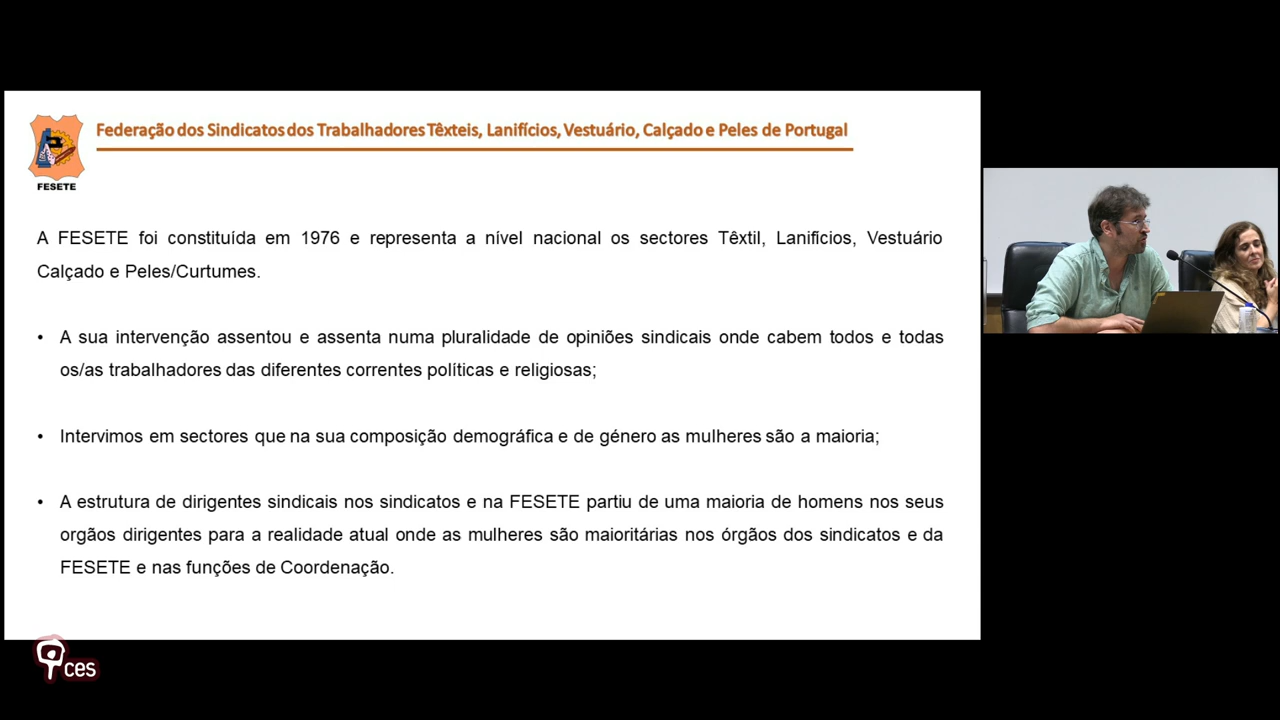 Federação dos Sindicatos dos Trabalhadores Têxteis, Lanifícios, Vestuário, Calçado e Peles de Portugal
FESETE
A FESETE foi constituída em 1976 e representa a nível nacional os sectores Têxtil, Lanifícios, Vestuário
Calçado e Peles/Curtumes.
• A sua intervenção assentou e assenta numa pluralidade de opiniões sindicais onde cabem todos e todas
os/as trabalhadores das diferentes correntes políticas e religiosas;
• Intervimos em sectores que na sua composição demográfica e de género as mulheres são a maioria;
• A estrutura de dirigentes sindicais nos sindicatos e na FESETE partiu de uma maioria de homens nos seus
orgãos dirigentes para a realidade atual onde as mulheres são maioritárias nos órgãos dos sindicatos e da
FESETE e nas funções de Coordenação.
ces